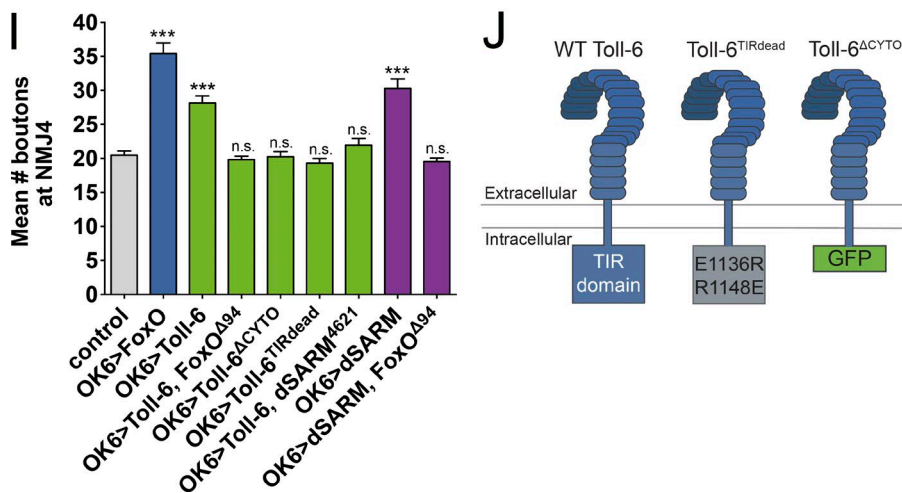 I
Mean # boutons
at NMJ4
40
35
30
25
20
15
10
5
0
***
***
n.s.
n.s.
n.s.
n.s.
***
n.s.
control
OK6>FoxO
OK6>Toll-6
OK6>Toll-6, FoxOΔ94
OK6>Toll-6ΔCYTO
OK6>Toll-6TIRdead
OK6>Toll-6, dSARM4621
OK6>dSARM
OK6>dSARM, FoxOΔ94
J
WT Toll-6
Toll-6TIRdead
Toll-6ΔCYTO
Extracellular
Intracellular
TIR
domain
E1136R
R1148E
GFP